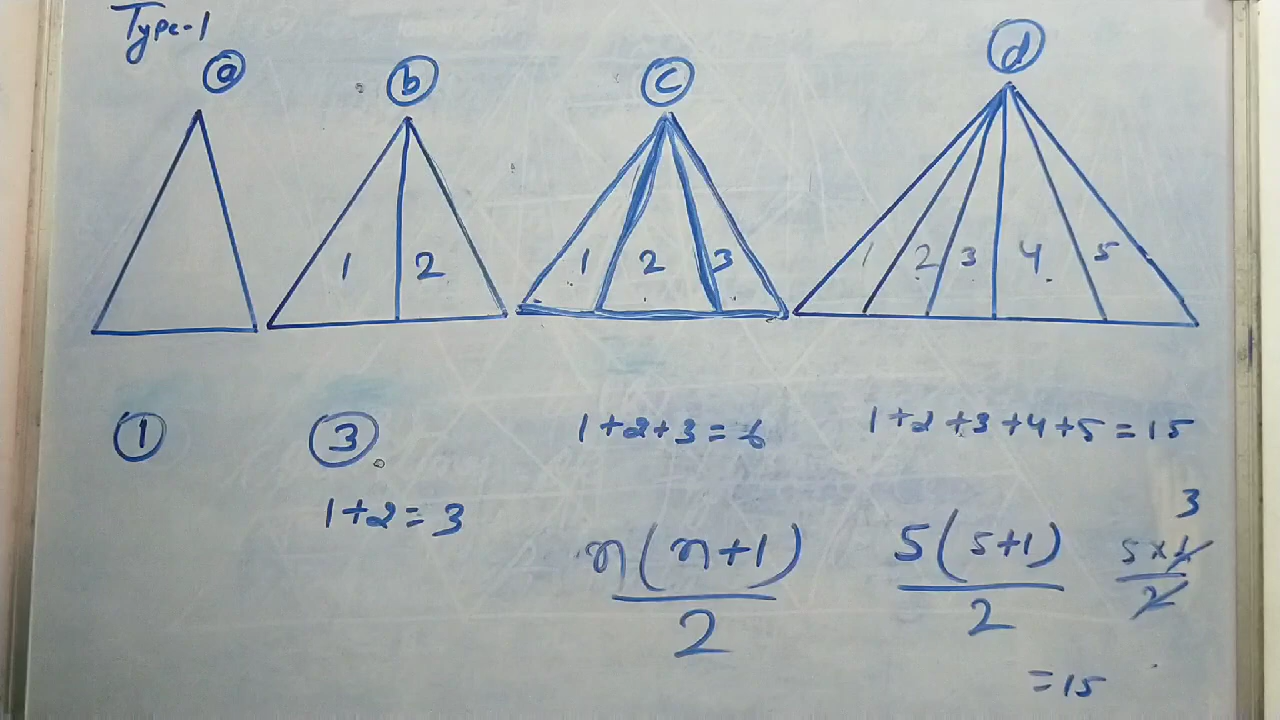 Type-1
a b c d
1 2 1 2 3 1 2 3 4 5
1 3 1+2+3=6 1+2+3+4+5=15
1+2=3
n(n+1)/2 5(5+1)/2 3 5×6/2
=15